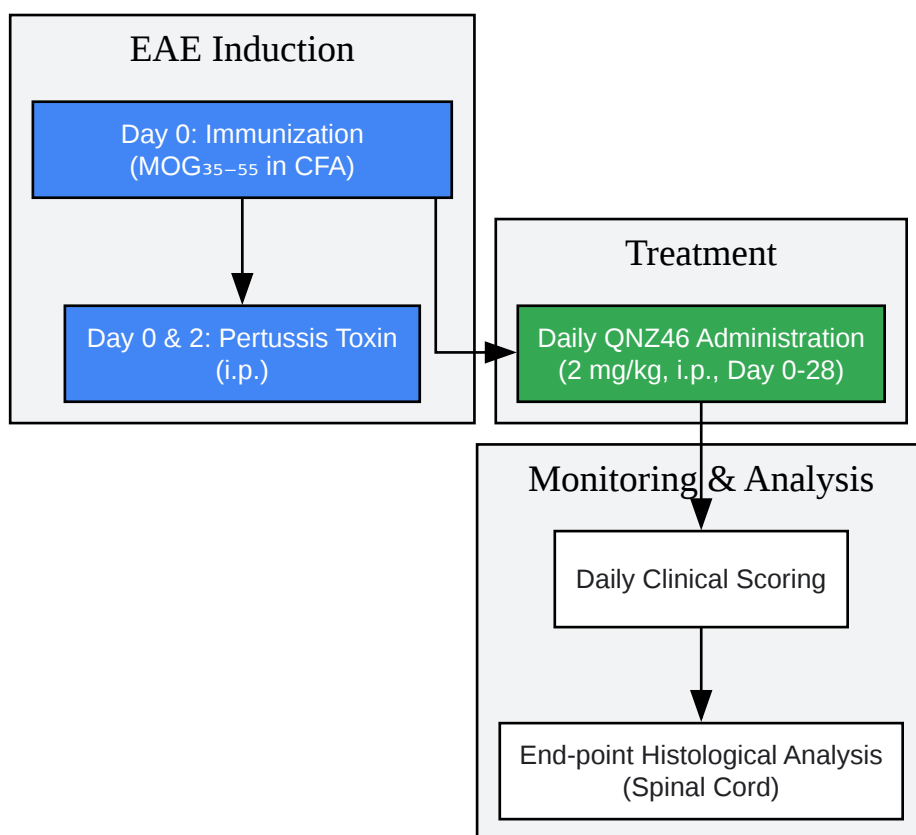 EAE Induction
Day 0: Immunization
(MOG₃₅₋₅₅ in CFA)
Day 0 & 2: Pertussis Toxin
(i.p.)
Treatment
Daily QNZ46 Administration
(2 mg/kg, i.p., Day 0-28)
Monitoring & Analysis
Daily Clinical Scoring
End-point Histological Analysis
(Spinal Cord)